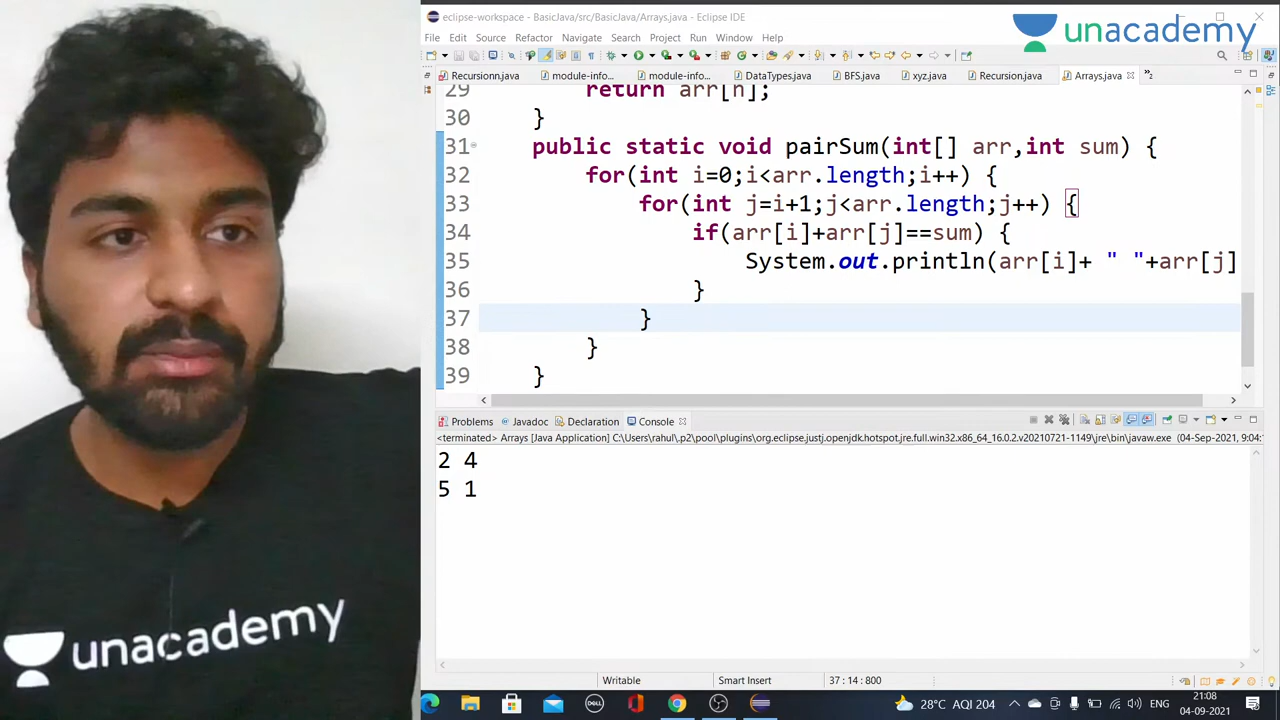 eclipse-workspace - BasicJava/src/BasicJava/Arrays.java - Eclipse IDE
unacademy
File Edit Source Refactor Navigate Search Project Run Window Help
Recursionn.java module-info... module-info... DataTypes.java BFS.java xyz.java Recursion.java Arrays.java
29 return arr[n];
30 }
31 public static void pairSum(int[] arr,int sum) {
32 for(int i=0;i<arr.length;i++) {
33 for(int j=i+1;j<arr.length;j++) {
34 if(arr[i]+arr[j]==sum) {
35 System.out.println(arr[i]+ " "+arr[j]
36 }
37 }
38 }
39 }
Problems Javadoc Declaration Console
<terminated> Arrays [Java Application] C:\Users\rahul\.p2\pool\plugins\org.eclipse.justj.openjdk.hotspot.jre.full.win32.x86_64_16.0.2.v20210721-1149\jre\bin\javaw.exe (04-Sep-2021, 9:04:
2 4
5 1
unacademy
Writable Smart Insert 37 : 14 : 800
28°C AQI 204 ENG 21:08
04-09-2021